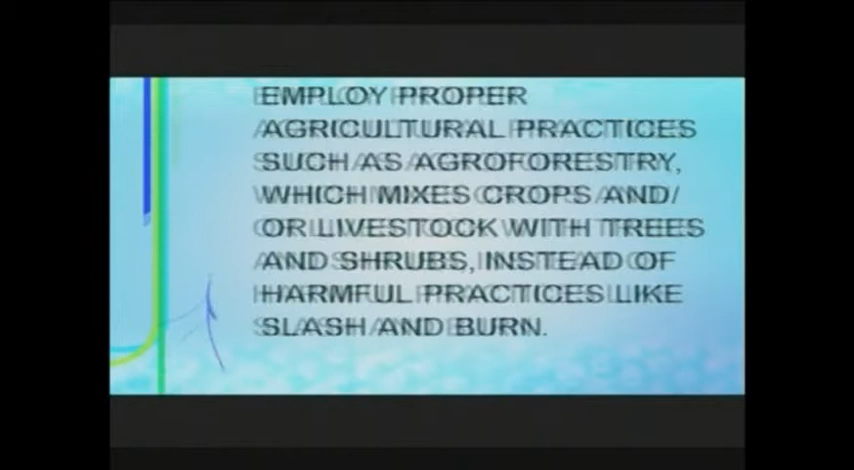 EMPLOY PROPER
AGRICULTURAL PRACTICES
SUCH AS AGROFORESTRY,
WHICH MIXES CROPS AND/
OR LIVESTOCK WITH TREES
AND SHRUBS, INSTEAD OF
HARMFUL PRACTICES LIKE
SLASH AND BURN.